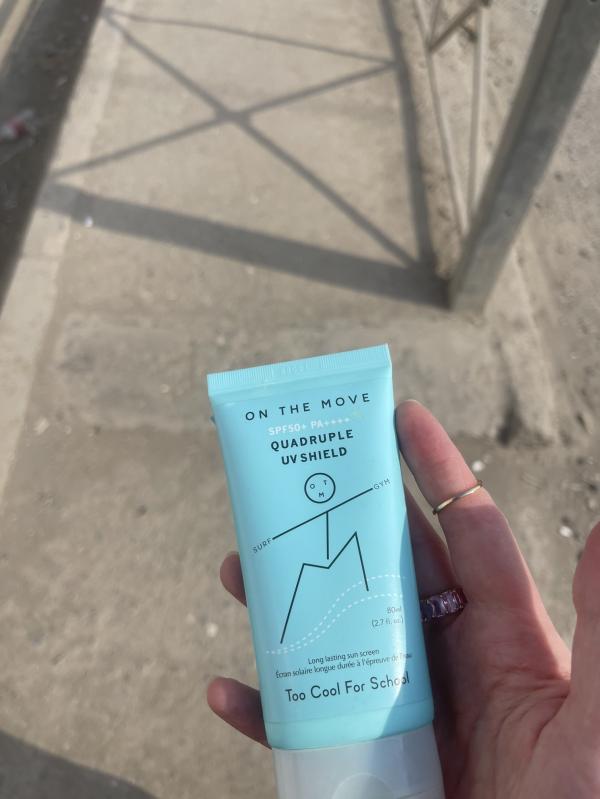 ON THE MOVE
SPF50+ PA++++
QUADRUPLE
UV SHIELD
O T
M
GYM
SURF
80ml
(2.7 fl. oz.)
Long lasting sun screen
Écran solaire longue durée à l'épreuve de l'eau
Too Cool For School